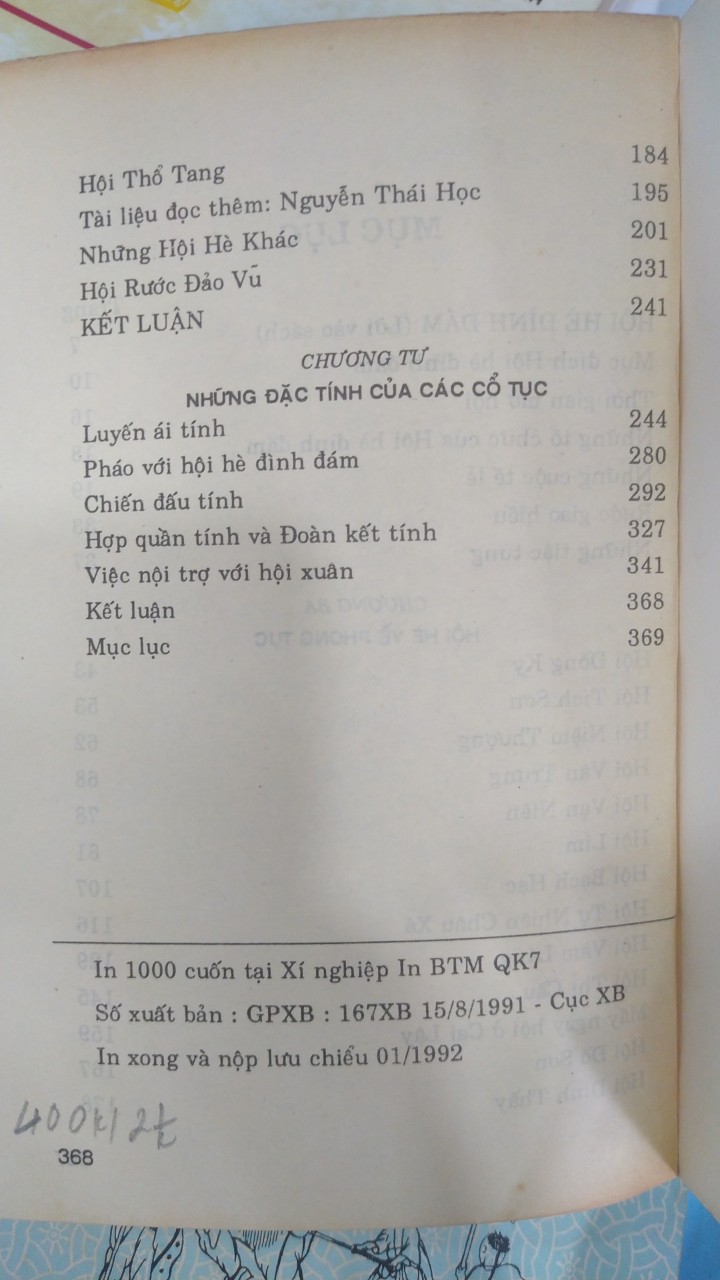 Hội Thổ Tang 184
Tài liệu đọc thêm: Nguyễn Thái Học 195
Những Hội Hè Khác 201
Hội Rước Đảo Vũ 231
KẾT LUẬN 241
CHƯƠNG TƯ
NHỮNG ĐẶC TÍNH CỦA CÁC CỔ TỤC
Luyến ái tính 244
Pháo với hội hè đình đám 280
Chiến đấu tính 292
Hợp quần tính và Đoàn kết tính 327
Việc nội trợ với hội xuân 341
Kết luận 368
Mục lục 369
In 1000 cuốn tại Xí nghiệp In BTM QK7
Số xuất bản : GPXB : 167XB 15/8/1991 - Cục XB
In xong và nộp lưu chiểu 01/1992
368